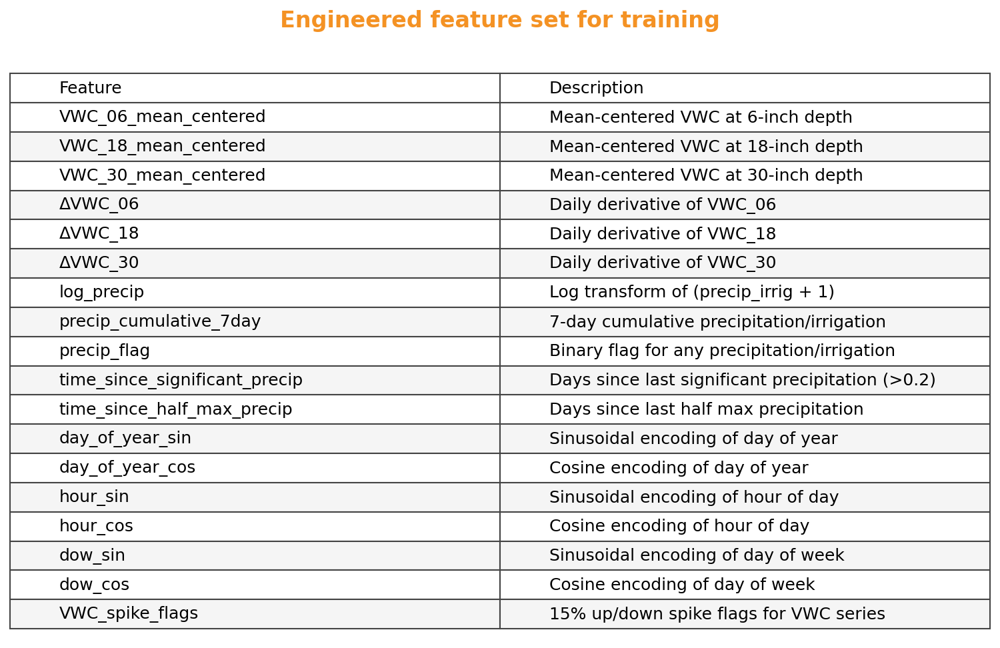 Engineered feature set for training
Feature Description
VWC_06_mean_centered Mean-centered VWC at 6-inch depth
VWC_18_mean_centered Mean-centered VWC at 18-inch depth
VWC_30_mean_centered Mean-centered VWC at 30-inch depth
ΔVWC_06 Daily derivative of VWC_06
ΔVWC_18 Daily derivative of VWC_18
ΔVWC_30 Daily derivative of VWC_30
log_precip Log transform of (precip_irrig + 1)
precip_cumulative_7day 7-day cumulative precipitation/irrigation
precip_flag Binary flag for any precipitation/irrigation
time_since_significant_precip Days since last significant precipitation (>0.2)
time_since_half_max_precip Days since last half max precipitation
day_of_year_sin Sinusoidal encoding of day of year
day_of_year_cos Cosine encoding of day of year
hour_sin Sinusoidal encoding of hour of day
hour_cos Cosine encoding of hour of day
dow_sin Sinusoidal encoding of day of week
dow_cos Cosine encoding of day of week
VWC_spike_flags 15% up/down spike flags for VWC series